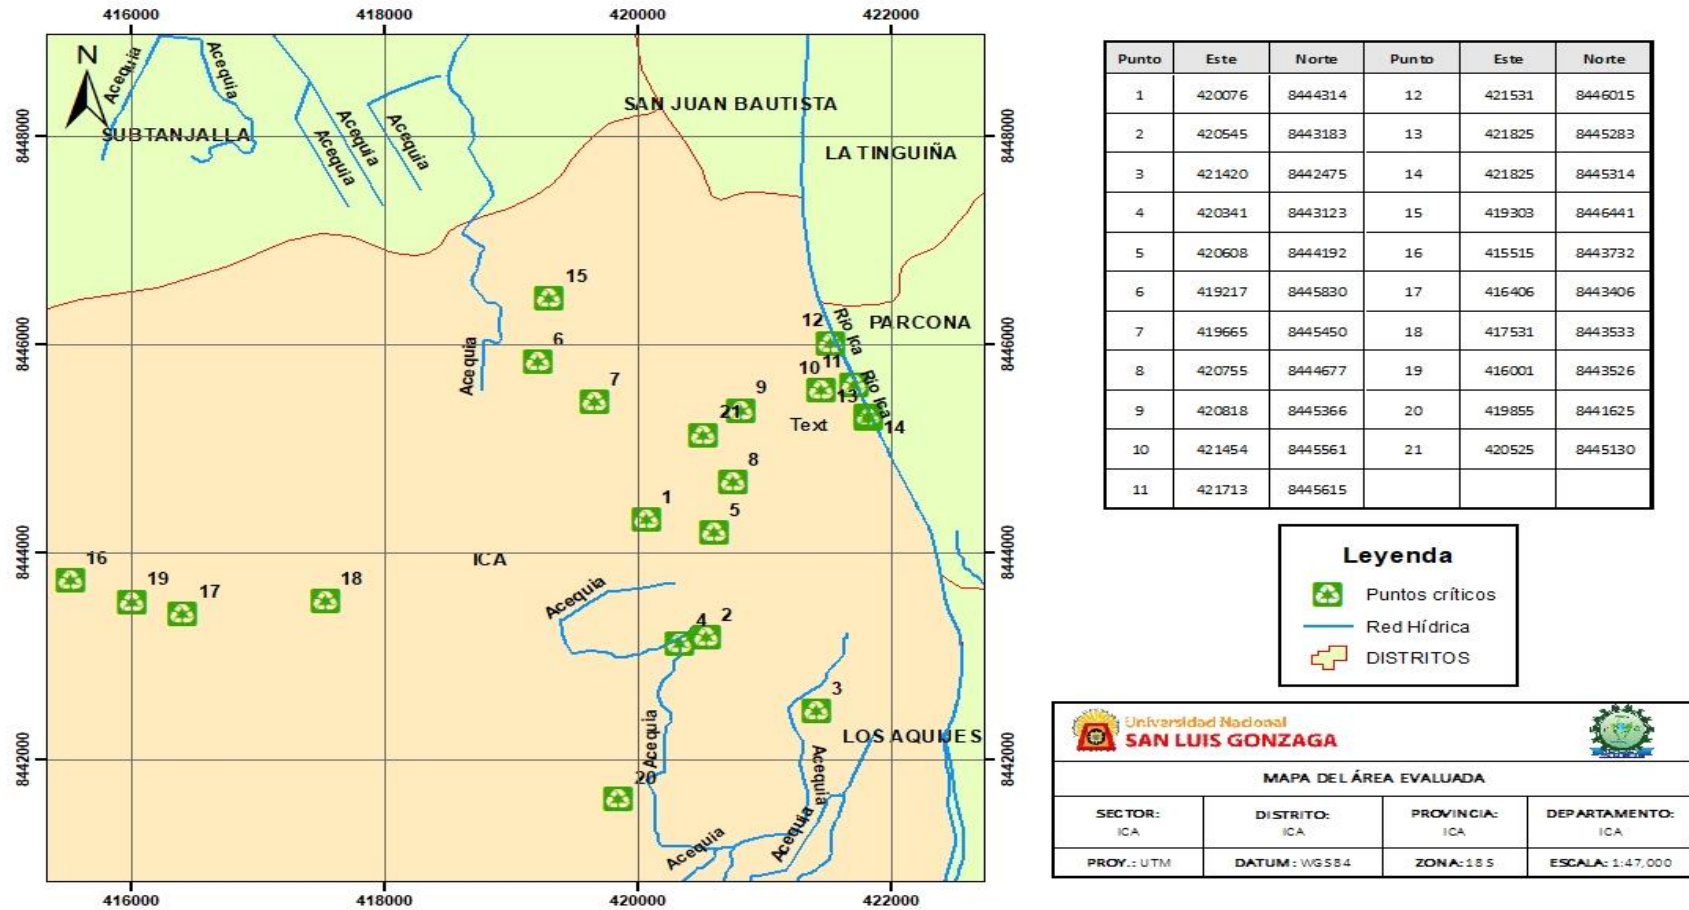 416000 418000 420000 422000
N
Acequia
Acequia
SUBTANJALLA
Acequia
Acequia
Acequia
SAN JUAN BAUTISTA
LA TINGUIÑA
8448000
8448000
15
PARCONA
12
Rio Ica
8446000
8446000
6
Acequia
7
10
11
Rio Ica
13
9
21
Text
14
8
1
5
8444000
8444000
ICA
16
19
17
18
Acequia
4
2
3
LOS AQUIJES
Acequia
Acequia
8442000
8442000
20
Acequia
Acequia
416000 418000 420000 422000
Punto Este Norte Punto Este Norte
1 420076 8444314 12 421531 8446015
2 420545 8443183 13 421825 8445283
3 421420 8442475 14 421825 8445314
4 420341 8443123 15 419303 8446441
5 420608 8444192 16 415515 8443732
6 419217 8445830 17 416406 8443406
7 419665 8445450 18 417531 8443533
8 420755 8444677 19 416001 8443526
9 420818 8445366 20 419855 8441625
10 421454 8445561 21 420525 8445130
11 421713 8445615
Leyenda
Puntos críticos
Red Hídrica
DISTRITOS
Universidad Nacional
SAN LUIS GONZAGA
MAPA DEL ÁREA EVALUADA
SECTOR: DISTRITO: PROVINCIA: DEPARTAMENTO:
ICA ICA ICA ICA
PROY.: UTM DATUM: WGS84 ZONA: 18 S ESCALA: 1:47,000